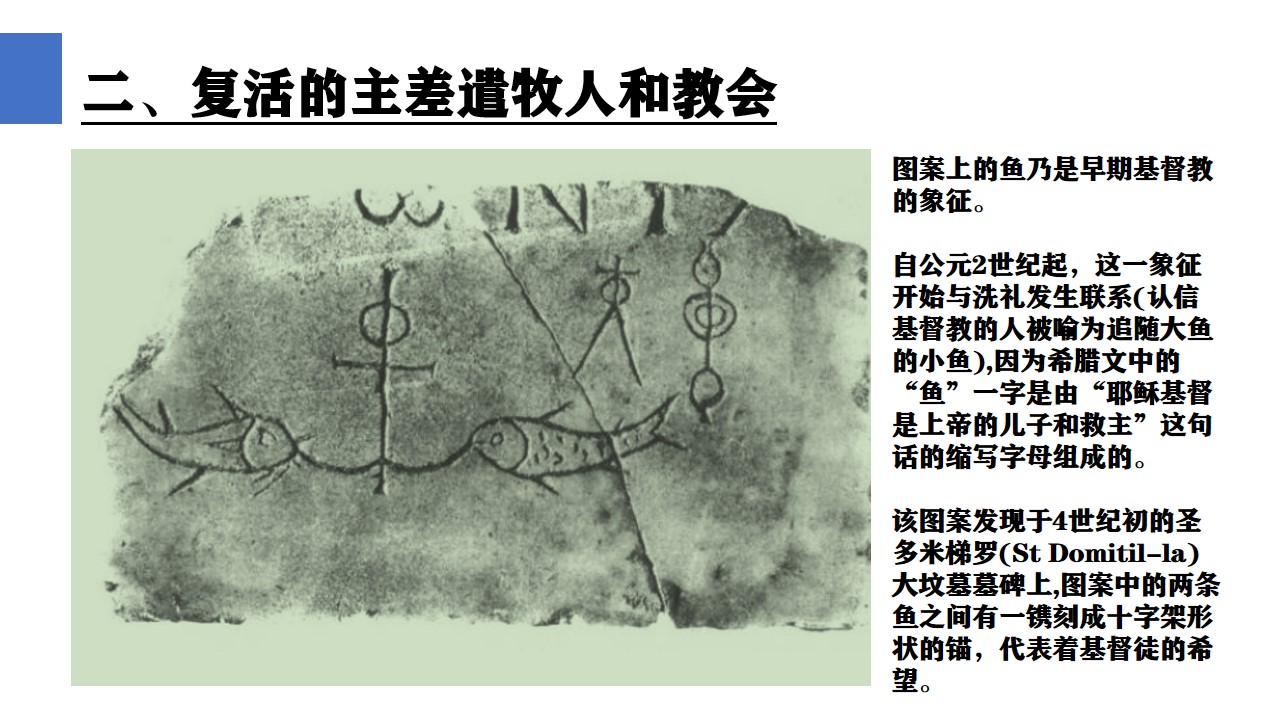 二、复活的主差遣牧人和教会
图案上的鱼乃是早期基督教
的象征。
自公元2世纪起，这一象征
开始与洗礼发生联系(认信
基督教的人被喻为追随大鱼
的小鱼),因为希腊文中的
“鱼”一字是由“耶稣基督
是上帝的儿子和救主”这句
话的缩写字母组成的。
该图案发现于4世纪初的圣
多米梯罗(St Domitil-la)
大坟墓墓碑上,图案中的两条
鱼之间有一镌刻成十字架形
状的锚，代表着基督徒的希
望。